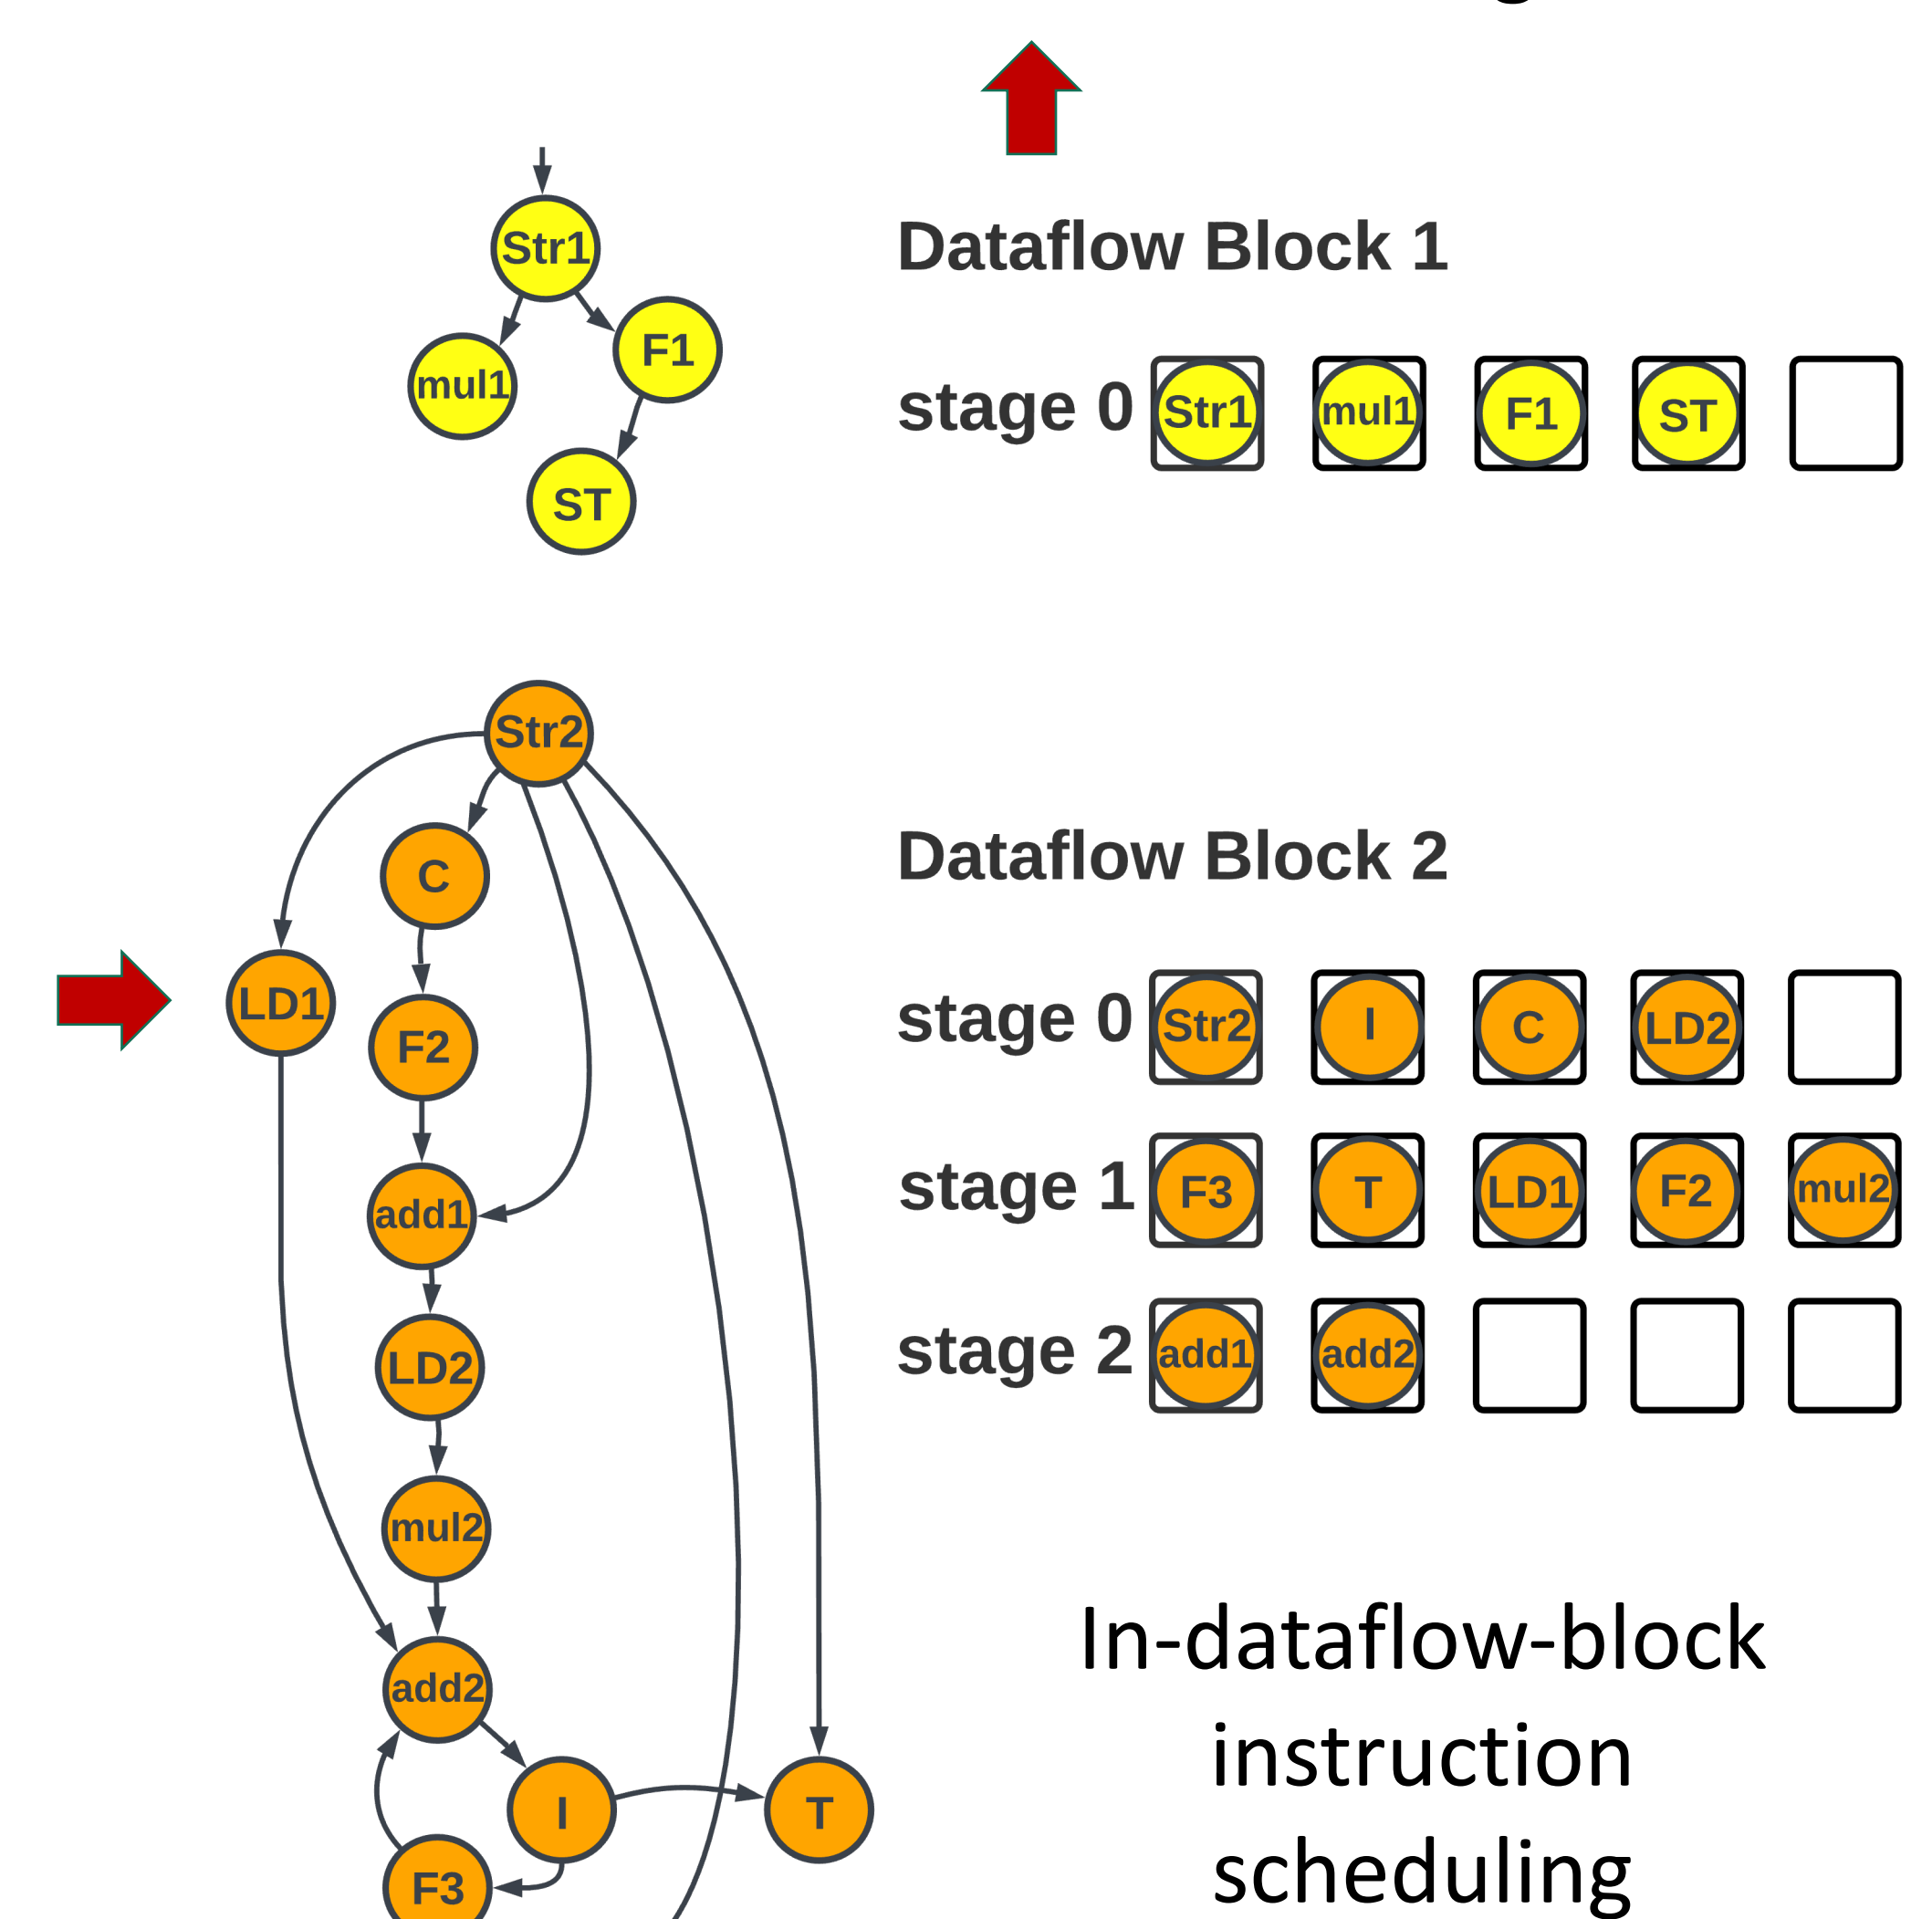 Str1
F1
mul1
ST
Dataflow Block 1
stage 0 Str1 mul1 F1 ST
Str2
C
LD1
F2
add1
LD2
mul2
add2
I
T
F3
Dataflow Block 2
stage 0 Str2 I C LD2
stage 1 F3 T LD1 F2 mul2
stage 2 add1 add2
In-dataflow-block
instruction
scheduling